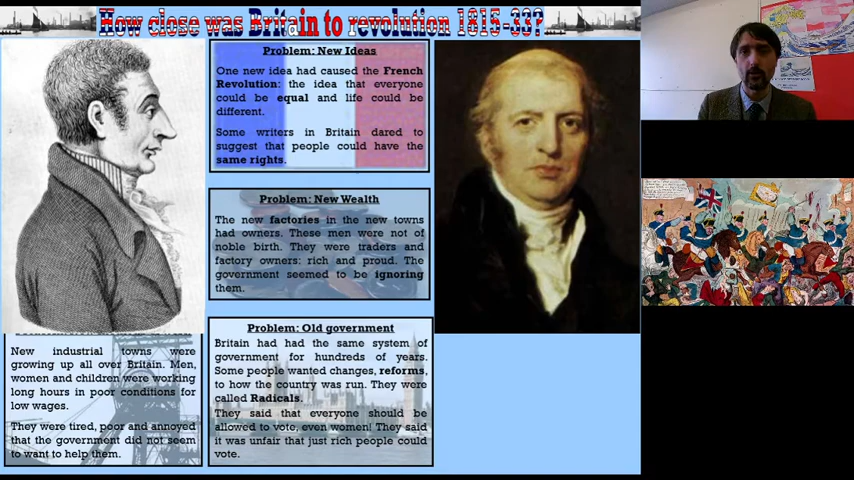 How close was Britain to revolution 1815-33?
Problem: New Ideas
One new idea had caused the French
Revolution: the idea that everyone
could be equal and life could be
different.
Some writers in Britain dared to
suggest that people could have the
same rights.
Problem: New Wealth
The new factories in the new towns
had owners. These men were not of
noble birth. They were traders and
factory owners: rich and proud. The
government seemed to be ignoring
them.
New industrial towns were
growing up all over Britain. Men,
women and children were working
long hours in poor conditions for
low wages.
They were tired, poor and annoyed
that the government did not seem
to want to help them.
Problem: Old government
Britain had had the same system of
government for hundreds of years.
Some people wanted changes, reforms,
to how the country was run. They were
called Radicals.
They said that everyone should be
allowed to vote, even women! They said
it was unfair that just rich people could
vote.